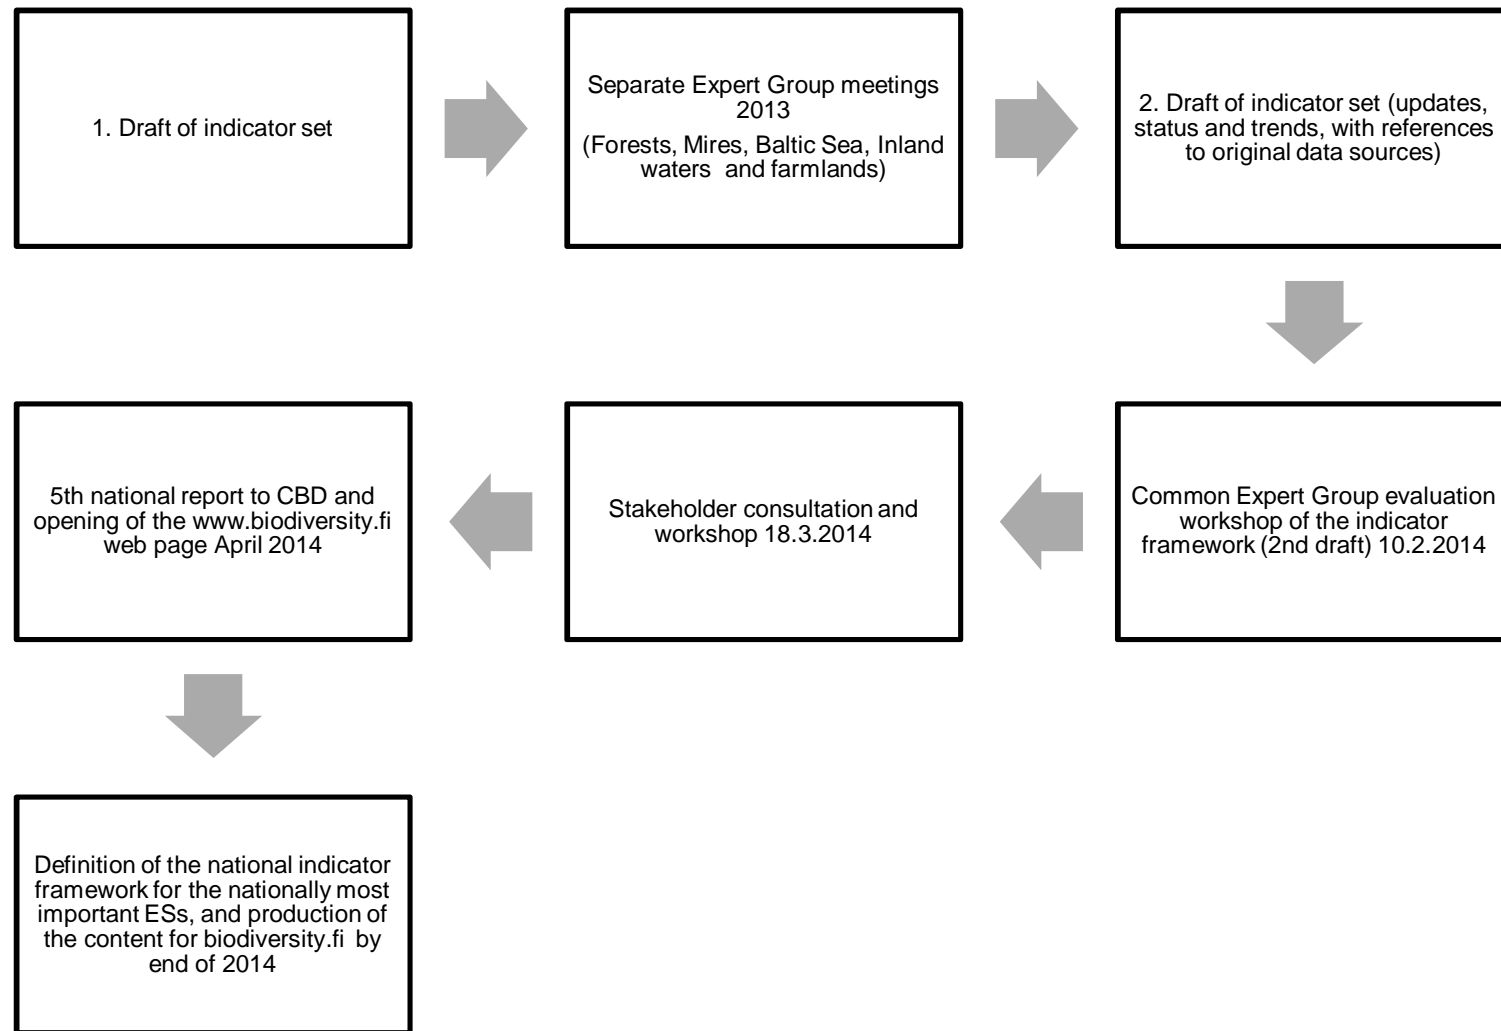 1. Draft of indicator set
Separate Expert Group meetings
2013
(Forests, Mires, Baltic Sea, Inland
waters and farmlands)
2. Draft of indicator set (updates,
status and trends, with references
to original data sources)
Common Expert Group evaluation
workshop of the indicator
framework (2nd draft) 10.2.2014
Stakeholder consultation and
workshop 18.3.2014
5th national report to CBD and
opening of the www.biodiversity.fi
web page April 2014
Definition of the national indicator
framework for the nationally most
important ESs, and production of
the content for biodiversity.fi by
end of 2014